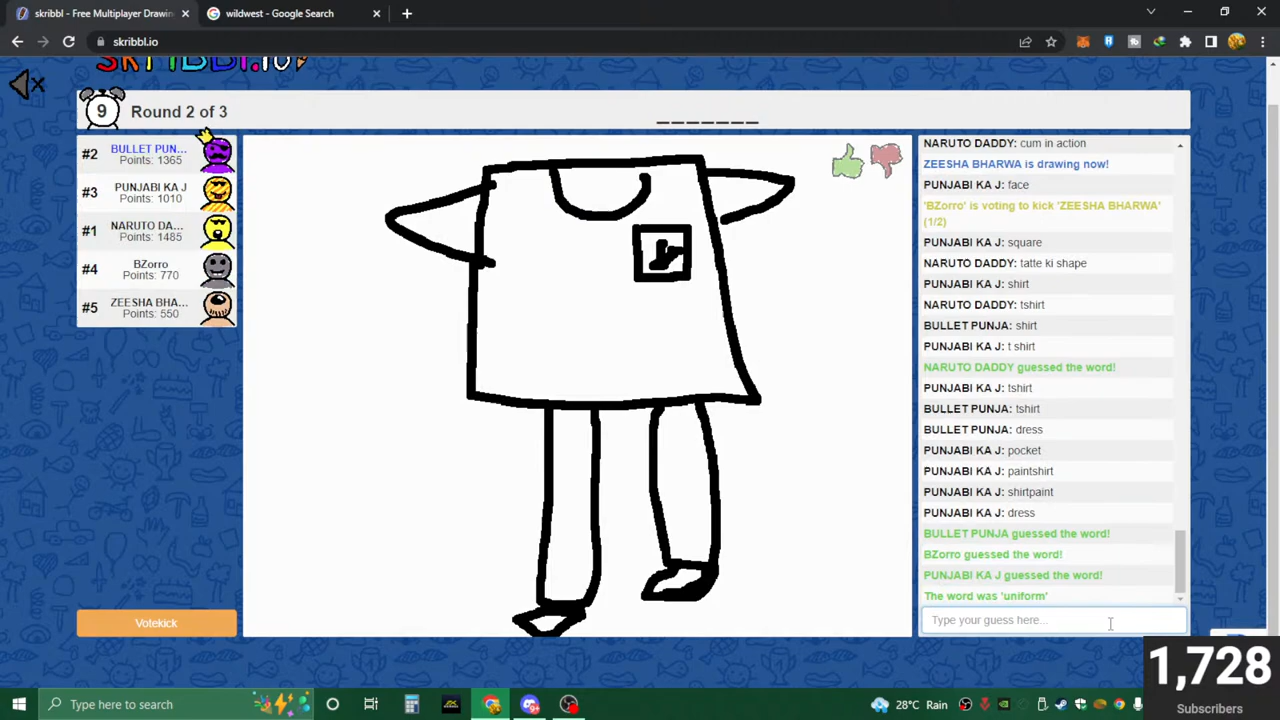 skribbl - Free Multiplayer Drawin
wildwest - Google Search
skribbl.io
skribbl.io
9
Round 2 of 3
_______
#2 BULLET PUN...
Points: 1365
#3 PUNJABI KA J
Points: 1010
#1 NARUTO DA...
Points: 1485
#4 BZorro
Points: 770
#5 ZEESHA BHA...
Points: 550
Votekick
NARUTO DADDY: cum in action
ZEESHA BHARWA is drawing now!
PUNJABI KA J: face
'BZorro' is voting to kick 'ZEESHA BHARWA'
(1/2)
PUNJABI KA J: square
NARUTO DADDY: tatte ki shape
PUNJABI KA J: shirt
NARUTO DADDY: tshirt
BULLET PUNJA: shirt
PUNJABI KA J: t shirt
NARUTO DADDY guessed the word!
PUNJABI KA J: tshirt
BULLET PUNJA: tshirt
BULLET PUNJA: dress
PUNJABI KA J: pocket
PUNJABI KA J: paintshirt
PUNJABI KA J: shirtpaint
PUNJABI KA J: dress
BULLET PUNJA guessed the word!
BZorro guessed the word!
PUNJABI KA J guessed the word!
The word was 'uniform'
Type your guess here...
1,728
Subscribers
Type here to search
28°C Rain